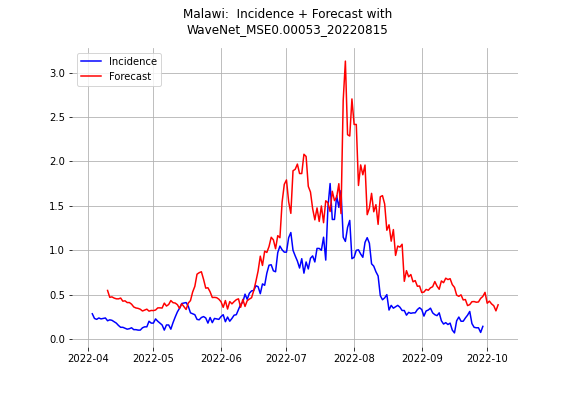 Malawi:  Incidence + Forecast with
WaveNet_MSE0.00053_20220815
Incidence
Forecast
3.0
2.5
2.0
1.5
1.0
0.5
0.0
2022-04 2022-05 2022-06 2022-07 2022-08 2022-09 2022-10